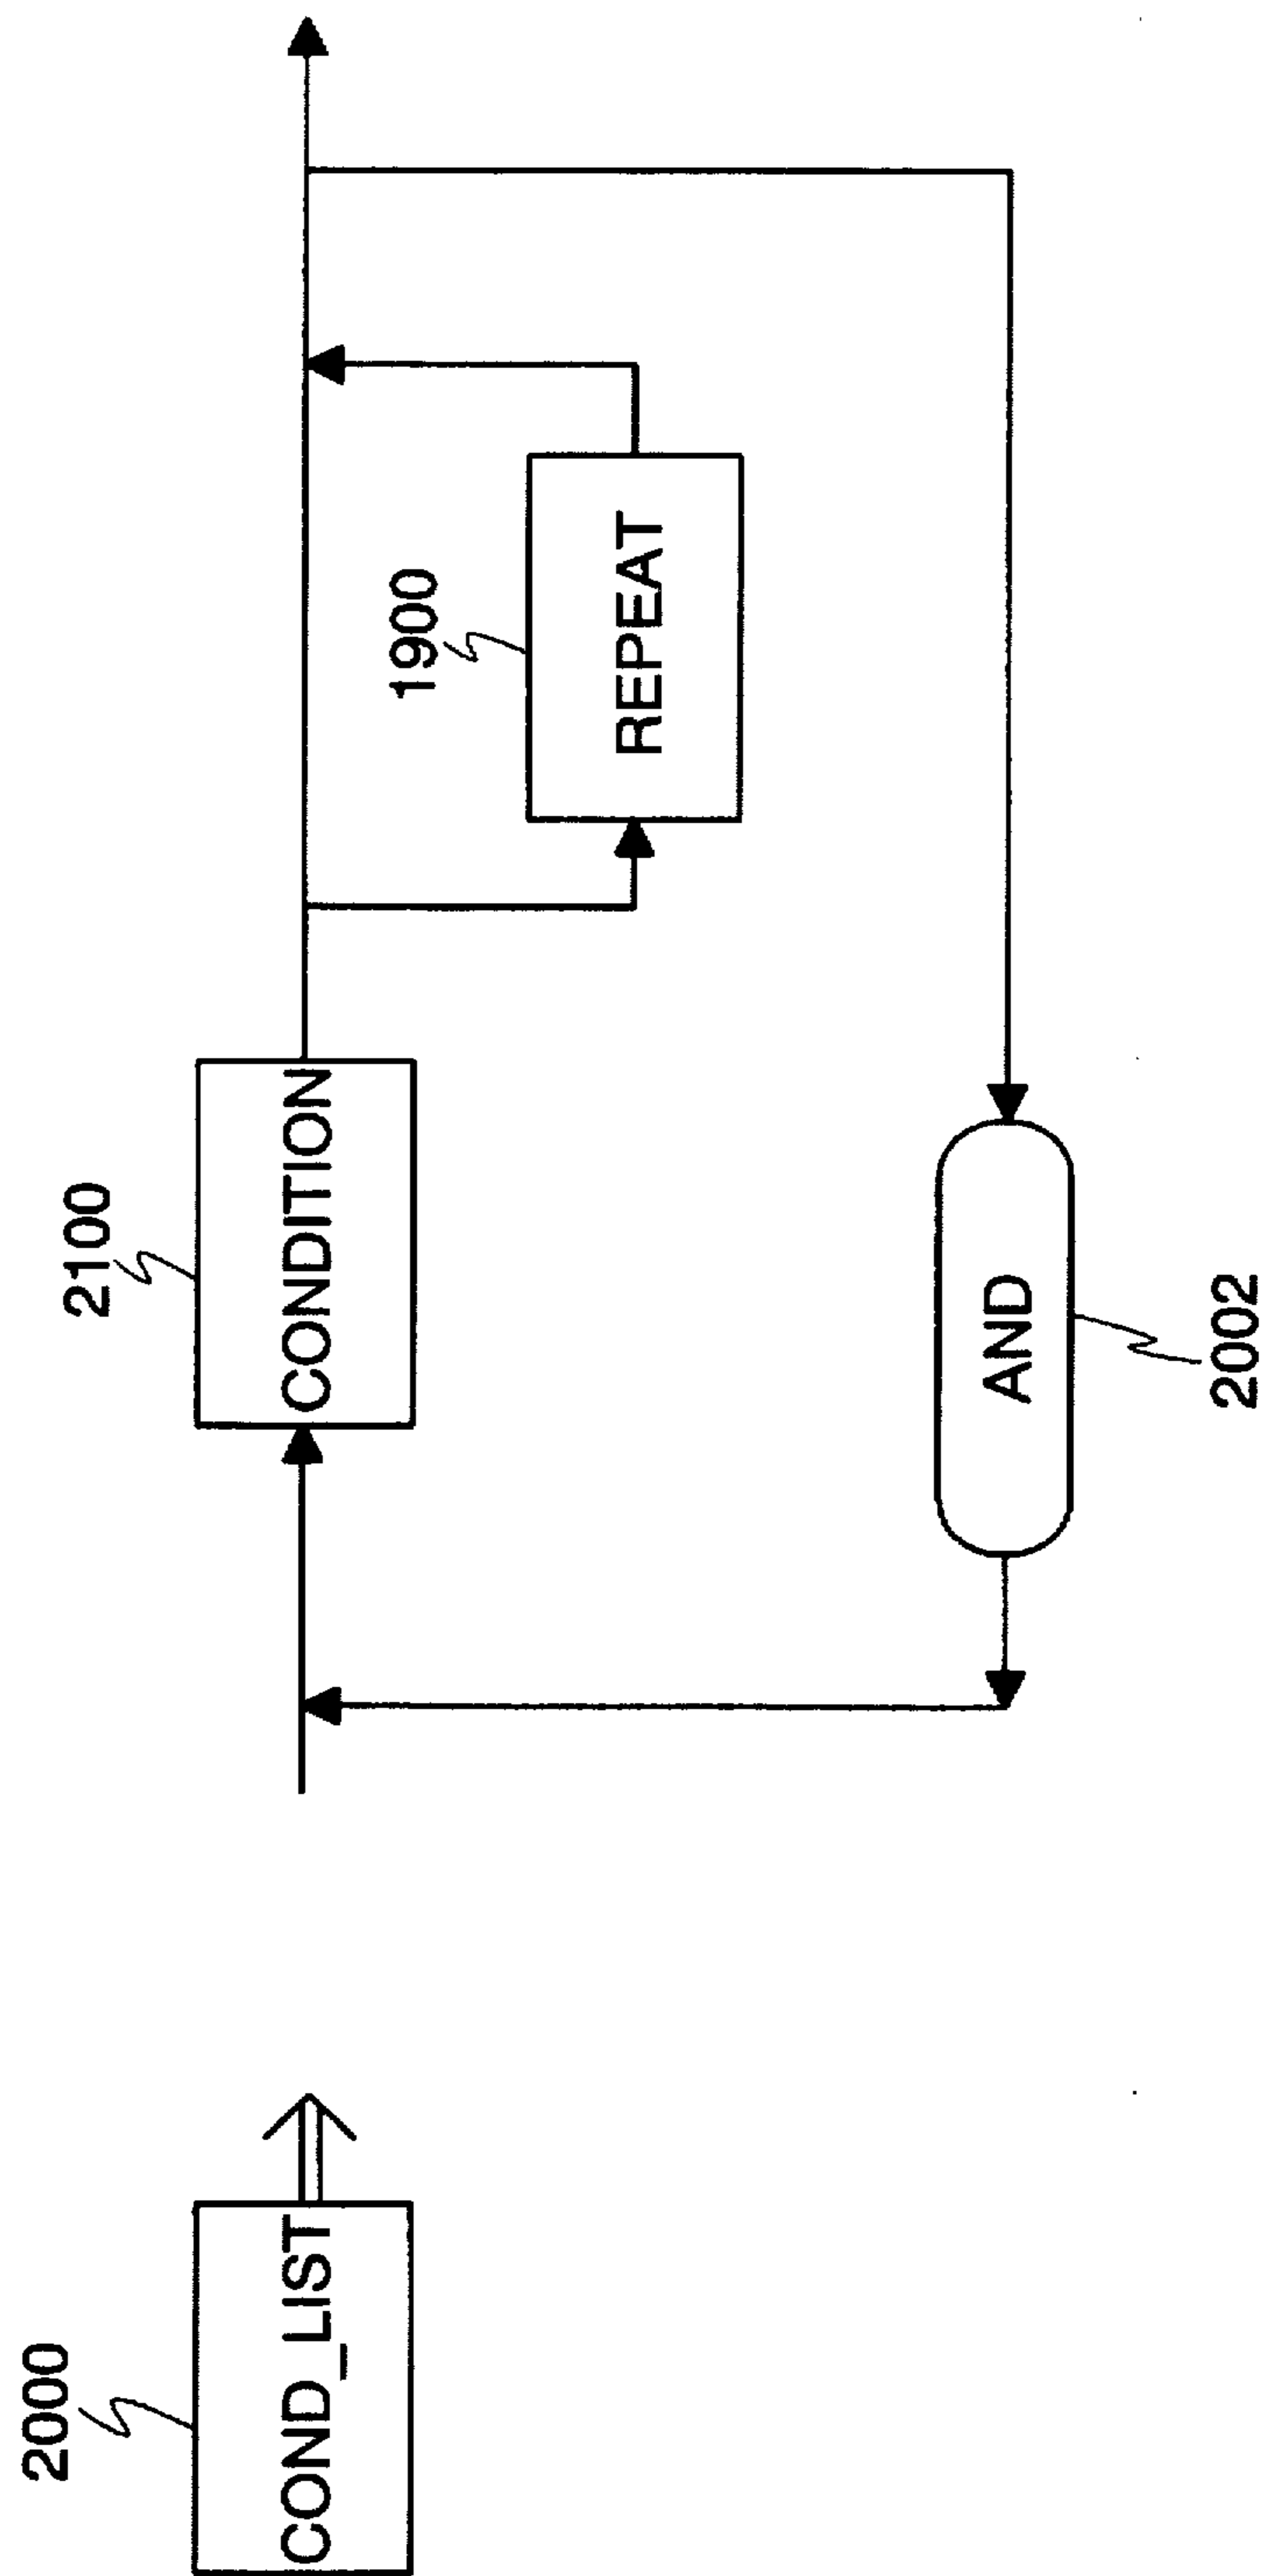 2000
COND_LIST
2100
CONDITION
1900
REPEAT
AND
2002